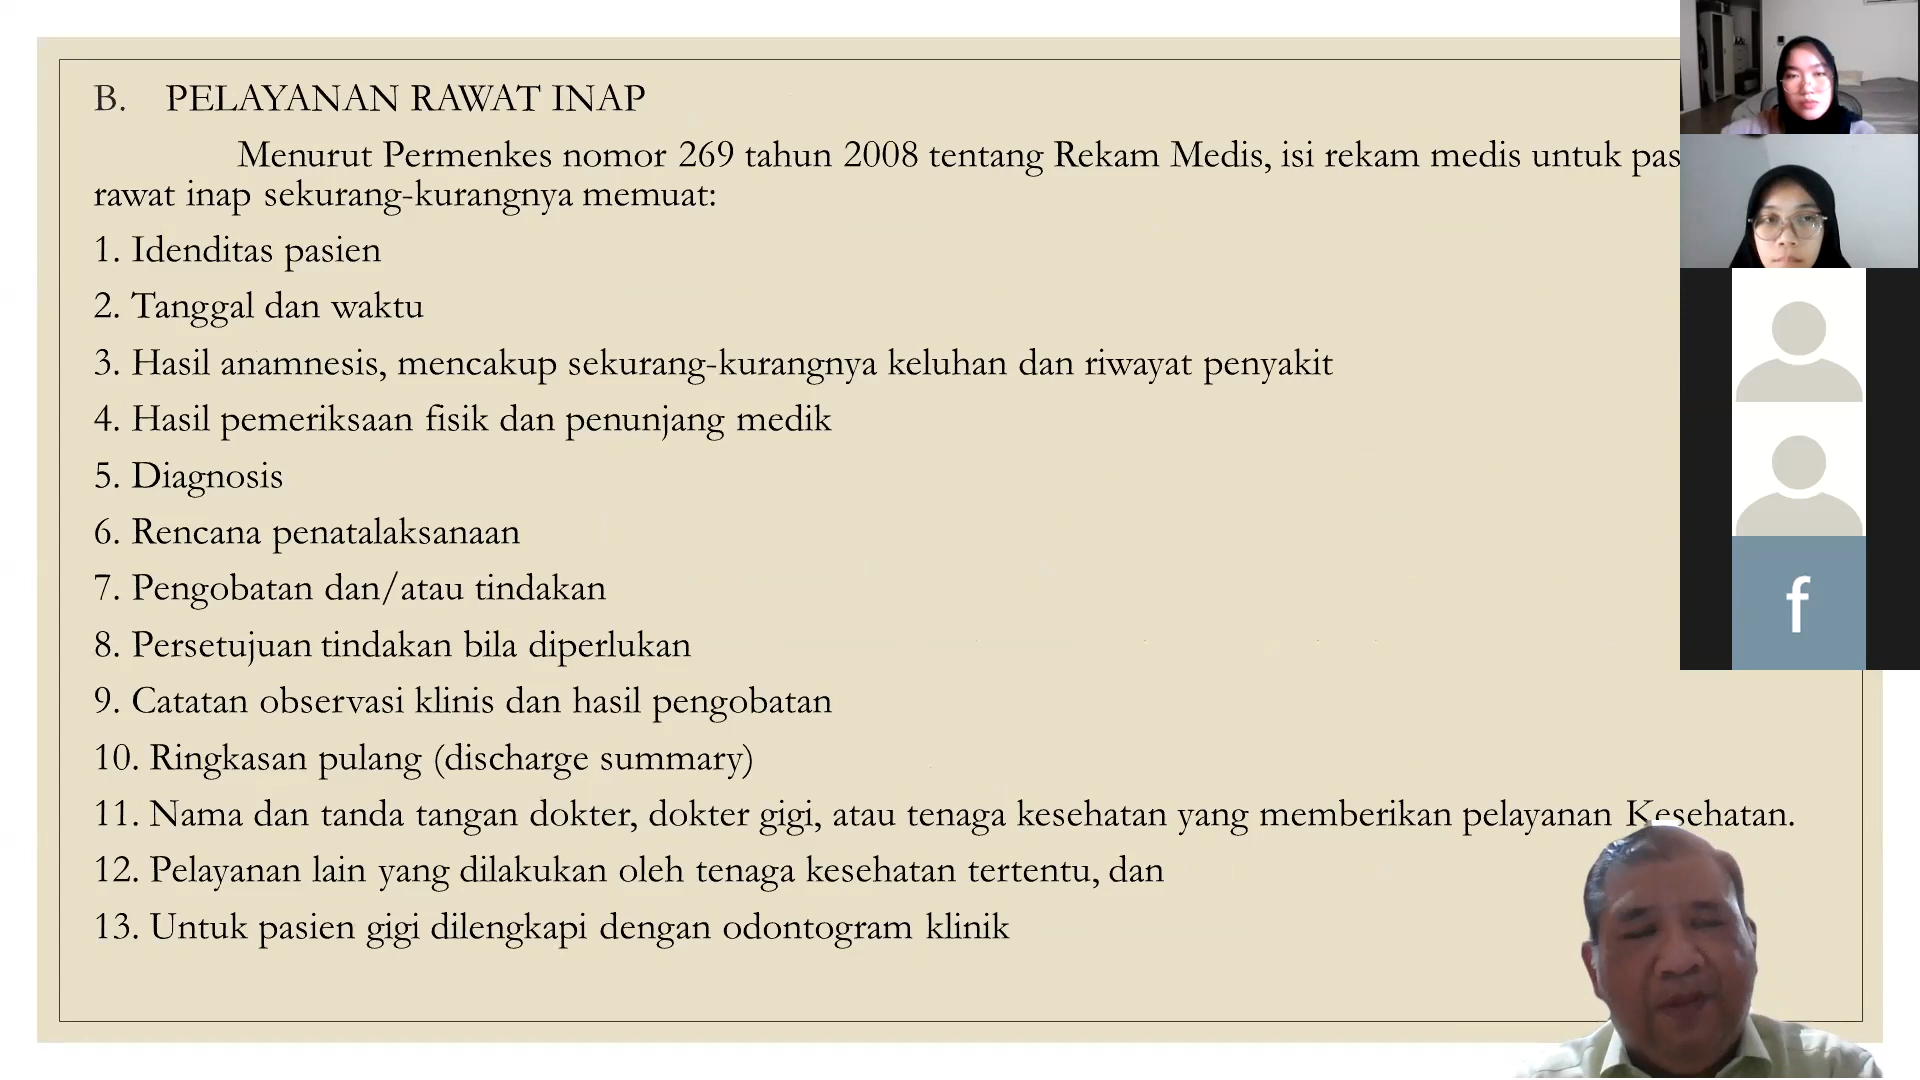 B. PELAYANAN RAWAT INAP
Menurut Permenkes nomor 269 tahun 2008 tentang Rekam Medis, isi rekam medis untuk
rawat inap sekurang-kurangnya memuat:
1. Idenditas pasien
2. Tanggal dan waktu
3. Hasil anamnesis, mencakup sekurang-kurangnya keluhan dan riwayat penyakit
4. Hasil pemeriksaan fisik dan penunjang medik
5. Diagnosis
6. Rencana penatalaksanaan
7. Pengobatan dan/atau tindakan
8. Persetujuan tindakan bila diperlukan
9. Catatan observasi klinis dan hasil pengobatan
10. Ringkasan pulang (discharge summary)
11. Nama dan tanda tangan dokter, dokter gigi, atau tenaga kesehatan yang memberikan pelayanan Kesehatan.
12. Pelayanan lain yang dilakukan oleh tenaga kesehatan tertentu, dan
13. Untuk pasien gigi dilengkapi dengan odontogram klinik
f